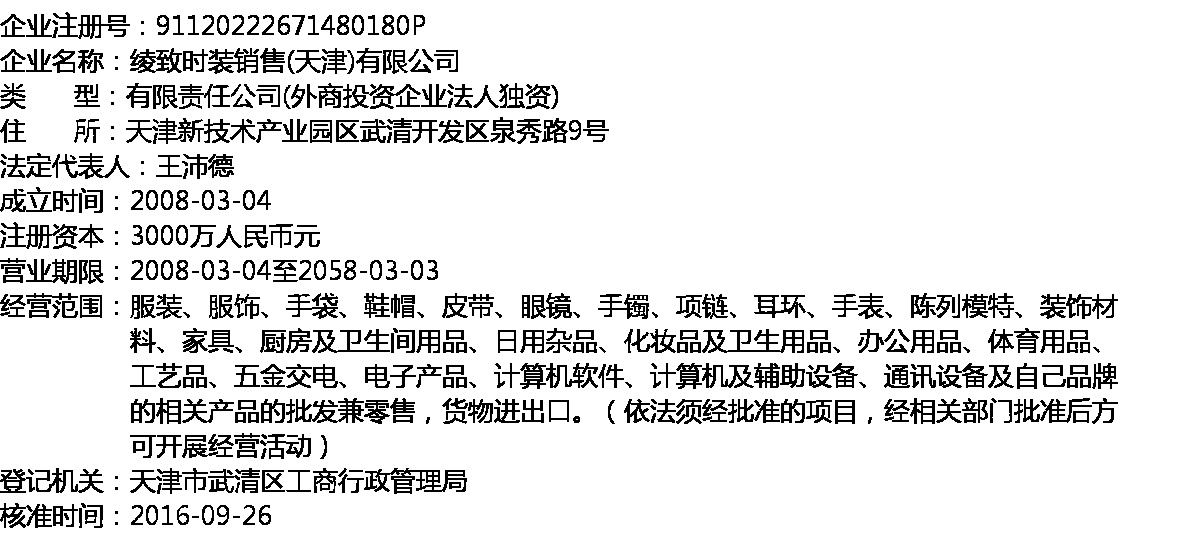 企业注册号：91120222671480180P
企业名称：绫致时装销售(天津)有限公司
类　　型：有限责任公司(外商投资企业法人独资)
住　　所：天津新技术产业园区武清开发区泉秀路9号
法定代表人：王沛德
成立时间：2008-03-04
注册资本：3000万人民币元
营业期限：2008-03-04至2058-03-03
经营范围：服装、服饰、手袋、鞋帽、皮带、眼镜、手镯、项链、耳环、手表、陈列模特、装饰材
料、家具、厨房及卫生间用品、日用杂品、化妆品及卫生用品、办公用品、体育用品、
工艺品、五金交电、电子产品、计算机软件、计算机及辅助设备、通讯设备及自己品牌
的相关产品的批发兼零售，货物进出口。（依法须经批准的项目，经相关部门批准后方
可开展经营活动）
登记机关：天津市武清区工商行政管理局
核准时间：2016-09-26